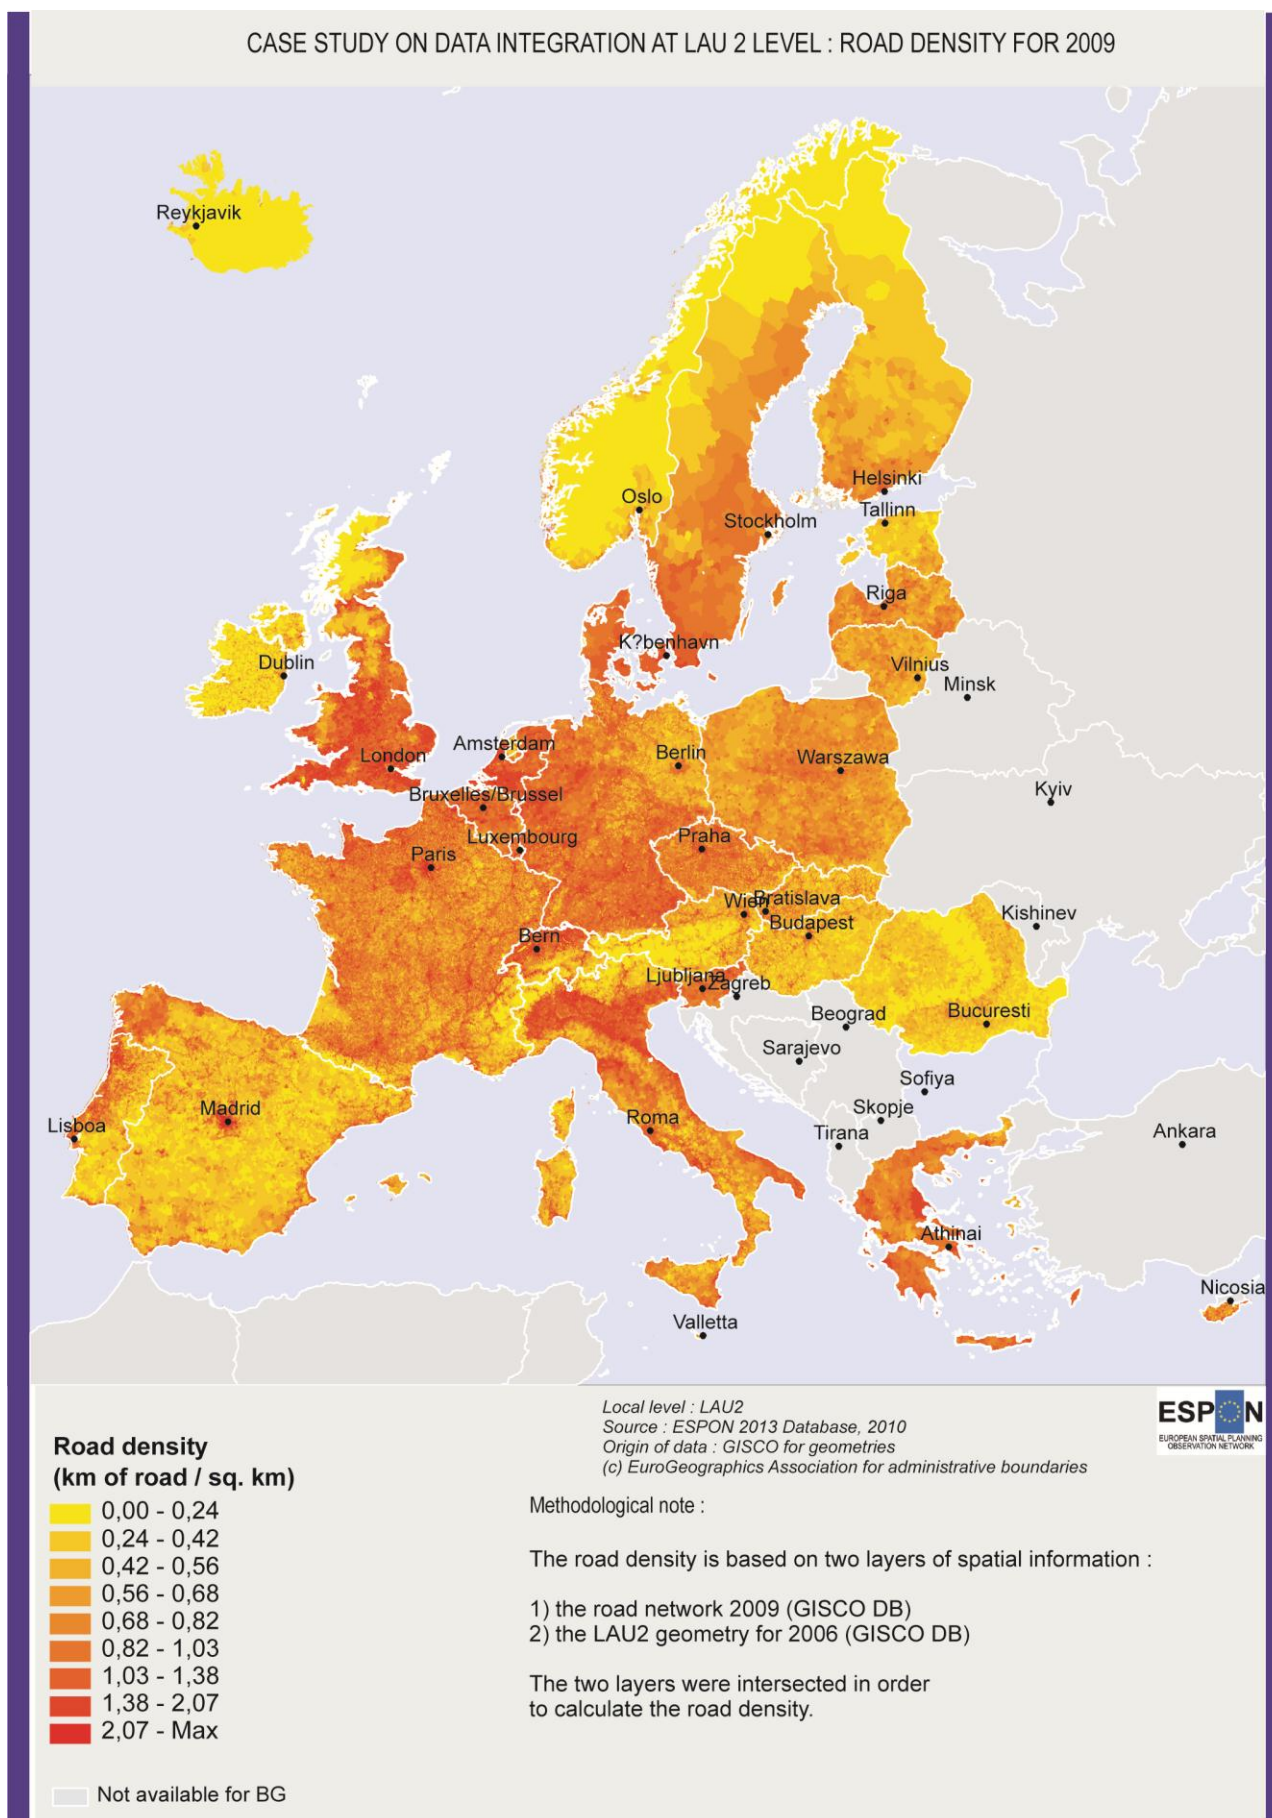 CASE STUDY ON DATA INTEGRATION AT LAU 2 LEVEL : ROAD DENSITY FOR 2009
Reykjavik
Oslo
Helsinki
Tallinn
Stockholm
Riga
K?benhavn
Dublin
Vilnius
Minsk
London
Amsterdam
Berlin
Warszawa
Kyiv
Bruxelles/Brussel
Luxembourg
Praha
Paris
Wien
Bratislava
Budapest
Kishinev
Bern
Ljubljana
Zagreb
Beograd
Bucuresti
Sarajevo
Sofiya
Skopje
Tirana
Ankara
Madrid
Lisboa
Roma
Athinai
Nicosia
Valletta
Local level : LAU2
Source : ESPON 2013 Database, 2010
Origin of data : GISCO for geometries
(c) EuroGeographics Association for administrative boundaries
ESPON
EUROPEAN SPATIAL PLANNING
OBSERVATION NETWORK
Road density
(km of road / sq. km)
0,00 - 0,24
0,24 - 0,42
0,42 - 0,56
0,56 - 0,68
0,68 - 0,82
0,82 - 1,03
1,03 - 1,38
1,38 - 2,07
2,07 - Max
Not available for BG
Methodological note :
The road density is based on two layers of spatial information :
1) the road network 2009 (GISCO DB)
2) the LAU2 geometry for 2006 (GISCO DB)
The two layers were intersected in order
to calculate the road density.